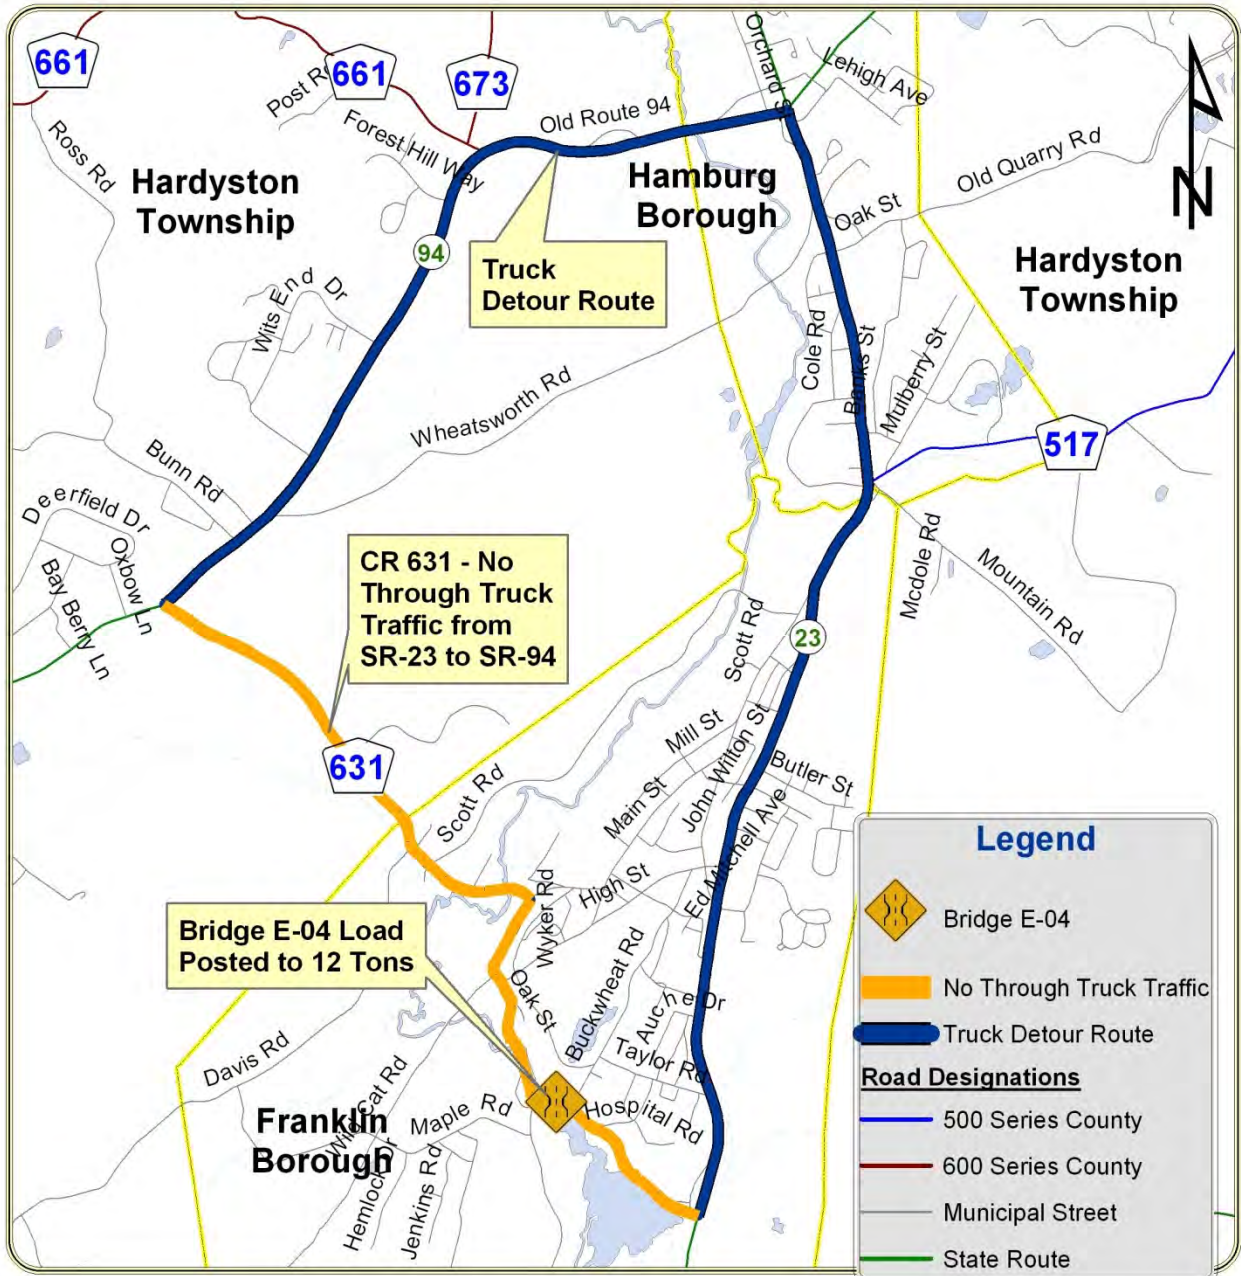 661
661
673
Post R
Orchard St
Lehigh Ave
Old Route 94
Forest Hill Way
Ross Rd
Old Quarry Rd
Hardyston
Township
Hamburg
Borough
N
Oak St
94
Truck
Detour Route
Hardyston
Township
Wits End Dr
Cole Rd
Banks St
Mulberry St
Wheatsworth Rd
517
Bunn Rd
Deerfield Dr
Oxbow Ln
Bay Berry Ln
CR 631 - No
Through Truck
Traffic from
SR-23 to SR-94
Mcdole Rd
Mountain Rd
Scott Rd
23
631
Mill St
John Wilton St
Butler St
Scott Rd
Main St
Ed Mitchell Ave
High St
Wyker Rd
Bridge E-04 Load
Posted to 12 Tons
Oak St
Buckwheat Rd
Auche Dr
Taylor Rd
Davis Rd
Wild Cat Rd
Maple Rd
Hospital Rd
Franklin
Borough
Hemlock Dr
Jenkins Rd
Legend
Bridge E-04
No Through Truck Traffic
Truck Detour Route
Road Designations
500 Series County
600 Series County
Municipal Street
State Route